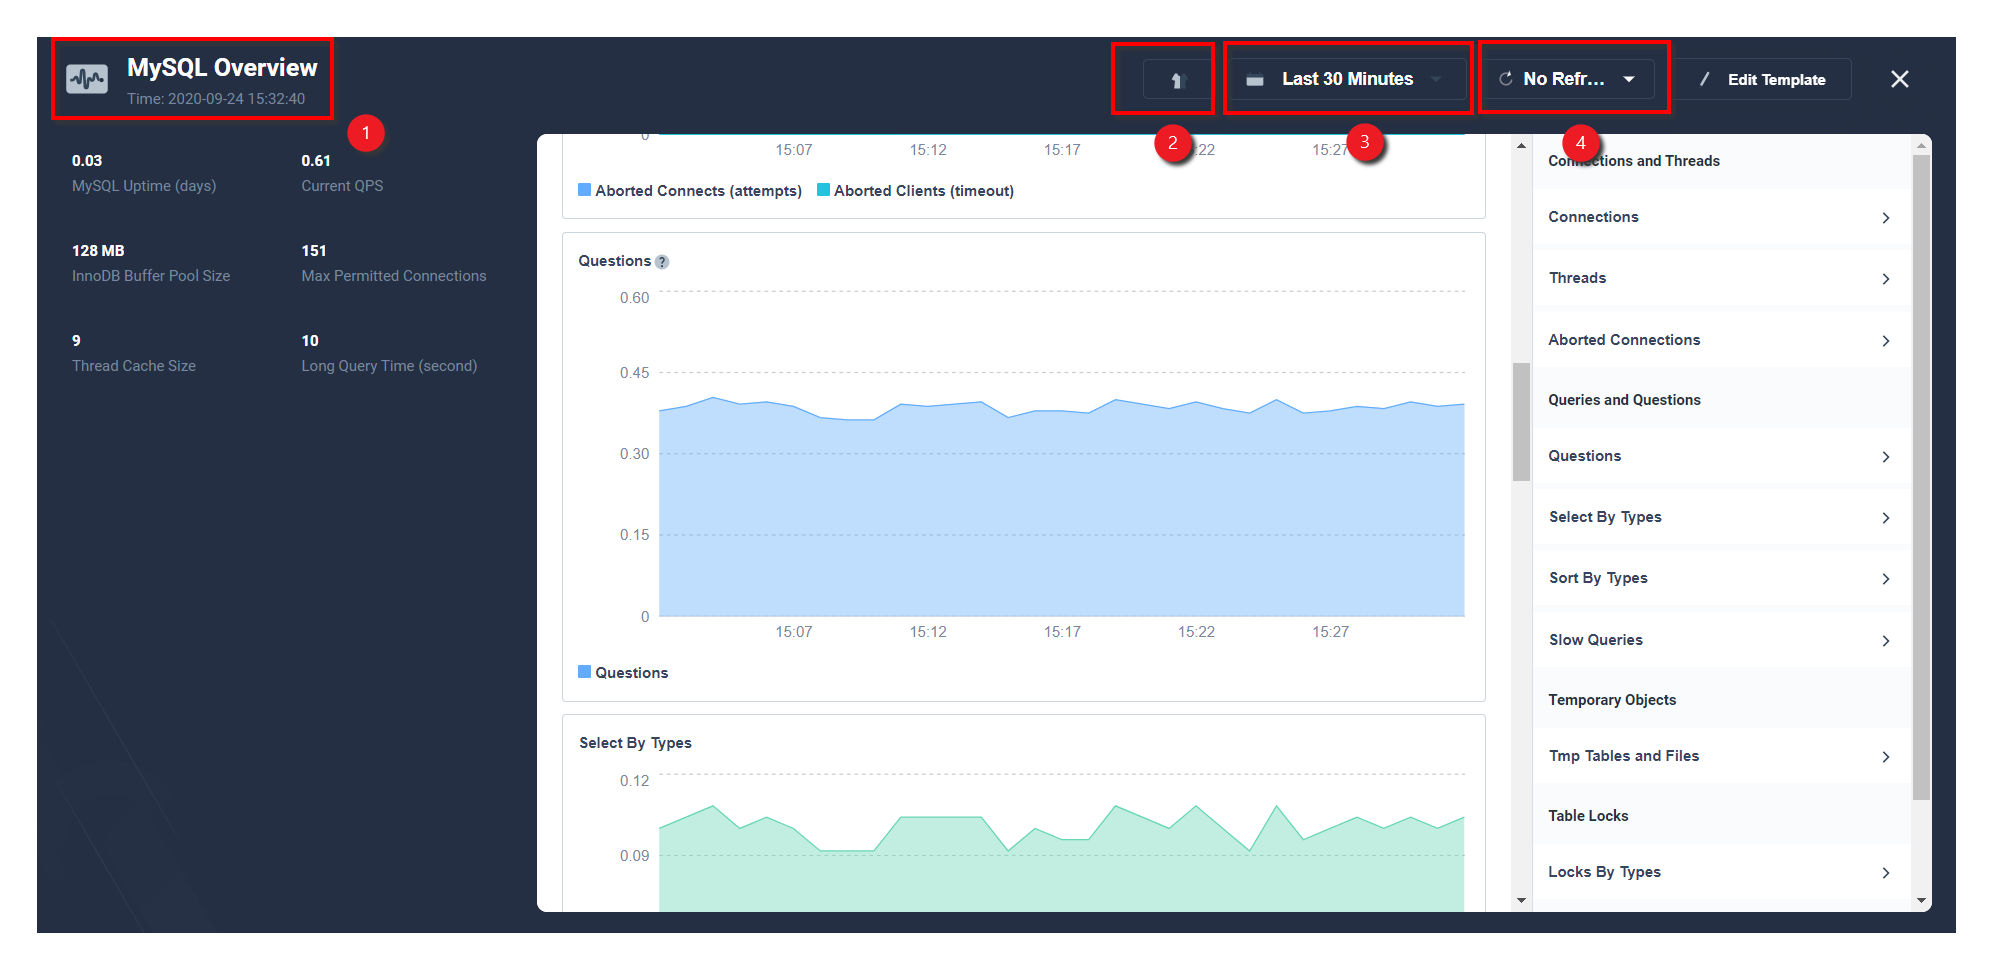 MySQL Overview
Time: 2020-09-24 15:32:40
Last 30 Minutes
No Refr...
Edit Template
1
2
3
4
0.03
MySQL Uptime (days)
0.61
Current QPS
128 MB
InnoDB Buffer Pool Size
151
Max Permitted Connections
9
Thread Cache Size
10
Long Query Time (second)
0
15:07 15:12 15:17 :22 15:27
Aborted Connects (attempts) Aborted Clients (timeout)
Questions ?
0.60
0.45
0.30
0.15
0
15:07 15:12 15:17 15:22 15:27
Questions
Select By Types
0.12
0.09
Connections and Threads
Connections
Threads
Aborted Connections
Queries and Questions
Questions
Select By Types
Sort By Types
Slow Queries
Temporary Objects
Tmp Tables and Files
Table Locks
Locks By Types